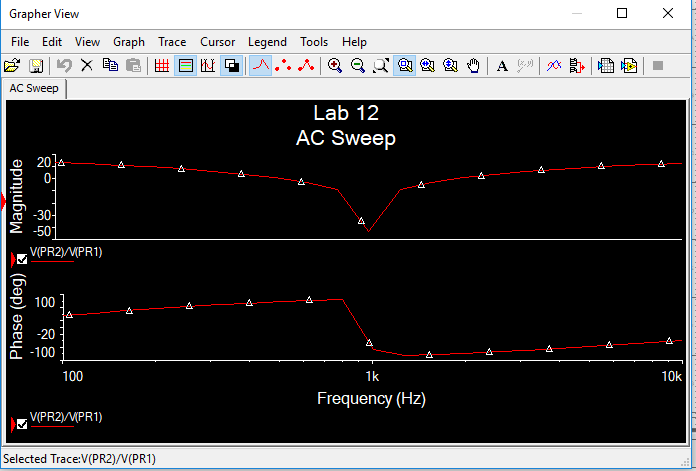 Grapher View
File Edit View Graph Trace Cursor Legend Tools Help
A
AC Sweep
Lab 12
AC Sweep
Magnitude
20
0
-30
-50
V(PR2)/V(PR1)
Phase (deg)
100
-20
-100
100 1k 10k
Frequency (Hz)
V(PR2)/V(PR1)
Selected Trace:V(PR2)/V(PR1)